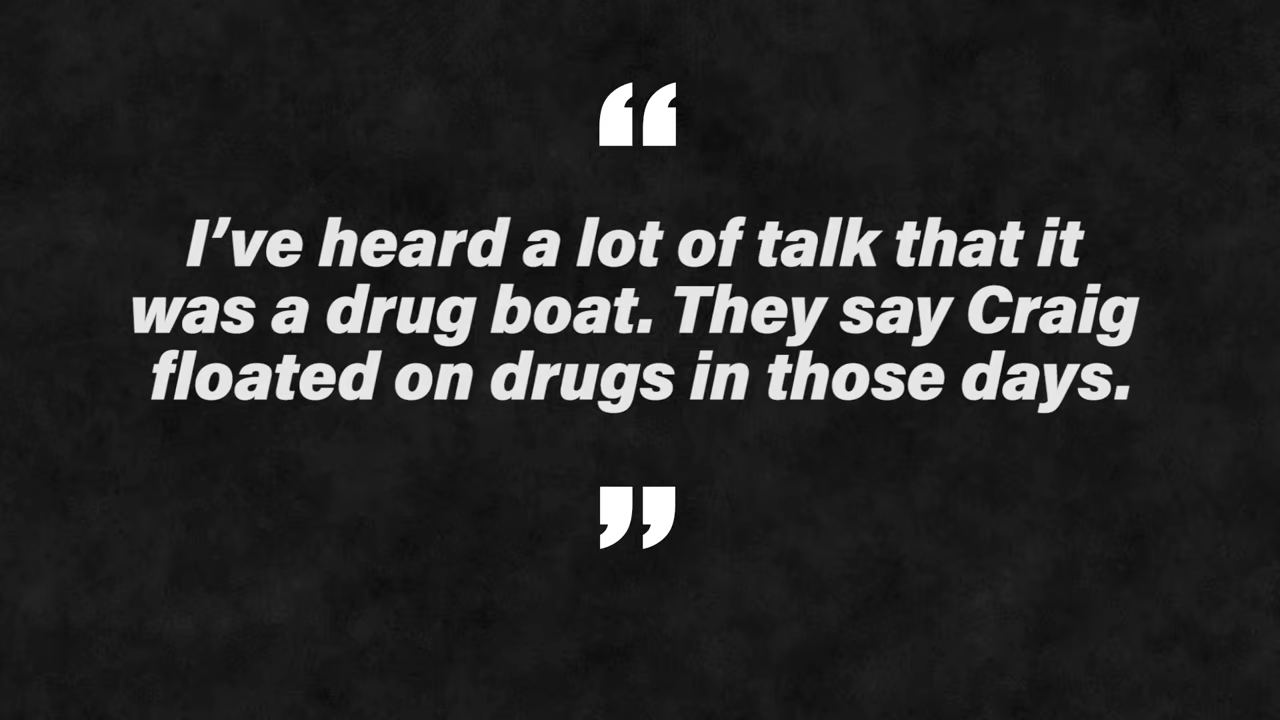 “
I’ve heard a lot of talk that it
was a drug boat. They say Craig
floated on drugs in those days.
”